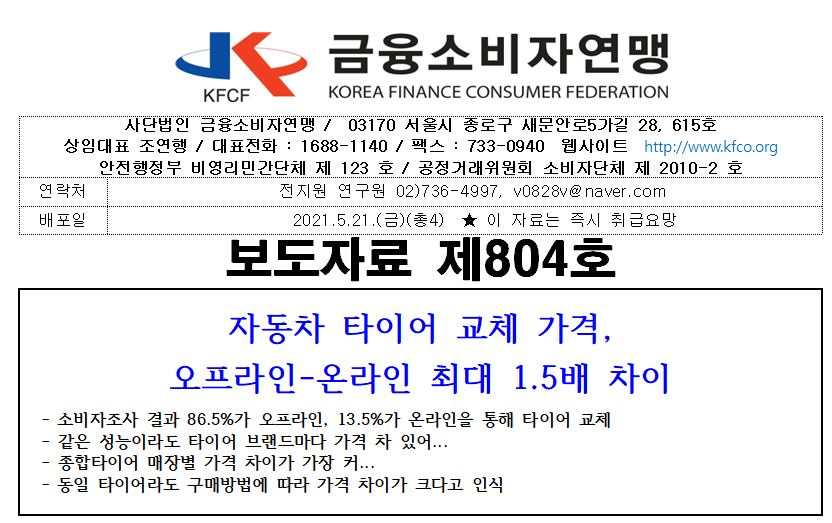 금융소비자연맹
KFCF
KOREA FINANCE CONSUMER FEDERATION
사단법인 금융소비자연맹 / 03170 서울시 종로구 새문안로5가길 28, 615호
상임대표 조연행 / 대표전화 : 1688-1140 / 팩스 : 733-0940 웹사이트 http://www.kfco.org
안전행정부 비영리민간단체 제 123 호 / 공정거래위원회 소비자단체 제 2010-2 호
연락처 전지원 연구원 02)736-4997, v0828v@naver.com
배포일 2021.5.21.(금)(총4) ★ 이 자료는 즉시 취급요망
보도자료 제804호
자동차 타이어 교체 가격,
오프라인-온라인 최대 1.5배 차이
- 소비자조사 결과 86.5%가 오프라인, 13.5%가 온라인을 통해 타이어 교체
- 같은 성능이라도 타이어 브랜드마다 가격 차 있어...
- 종합타이어 매장별 가격 차이가 가장 커...
- 동일 타이어라도 구매방법에 따라 가격 차이가 크다고 인식